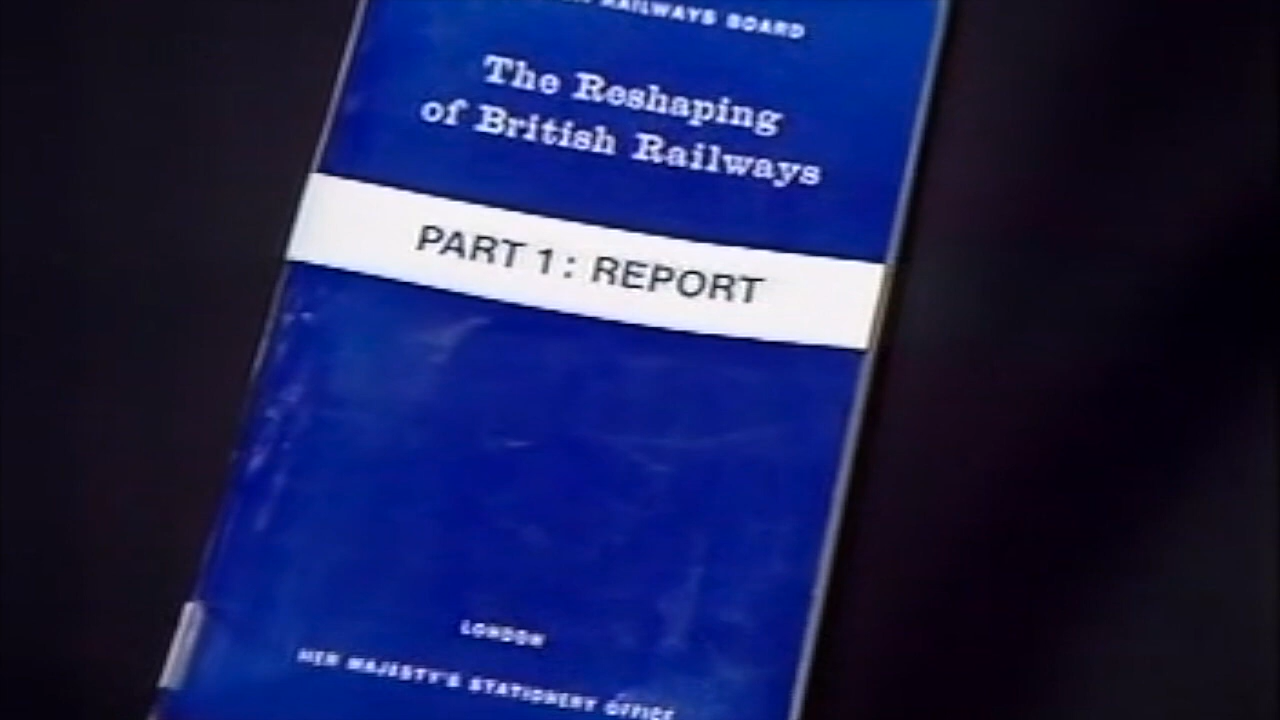 RAILWAYS BOARD
The Reshaping
of British Railways
PART 1: REPORT
LONDON
HER MAJESTY'S STATIONERY OFFICE